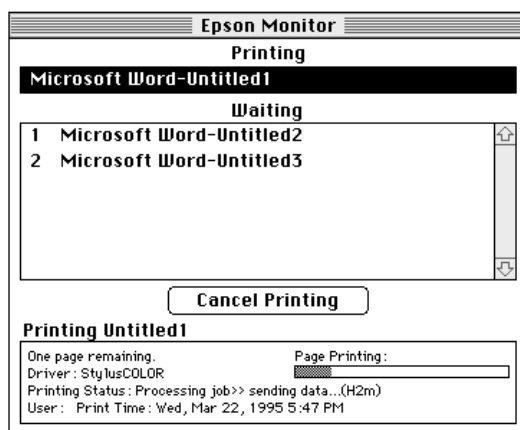 Epson Monitor
Printing
Microsoft Word-Untitled1
Waiting
1 Microsoft Word-Untitled2
2 Microsoft Word-Untitled3
Cancel Printing
Printing Untitled1
One page remaining. Page Printing:
Driver: StylusCOLOR
Printing Status: Processing job>> sending data...(H2m)
User: Print Time: Wed, Mar 22, 1995 5:47 PM